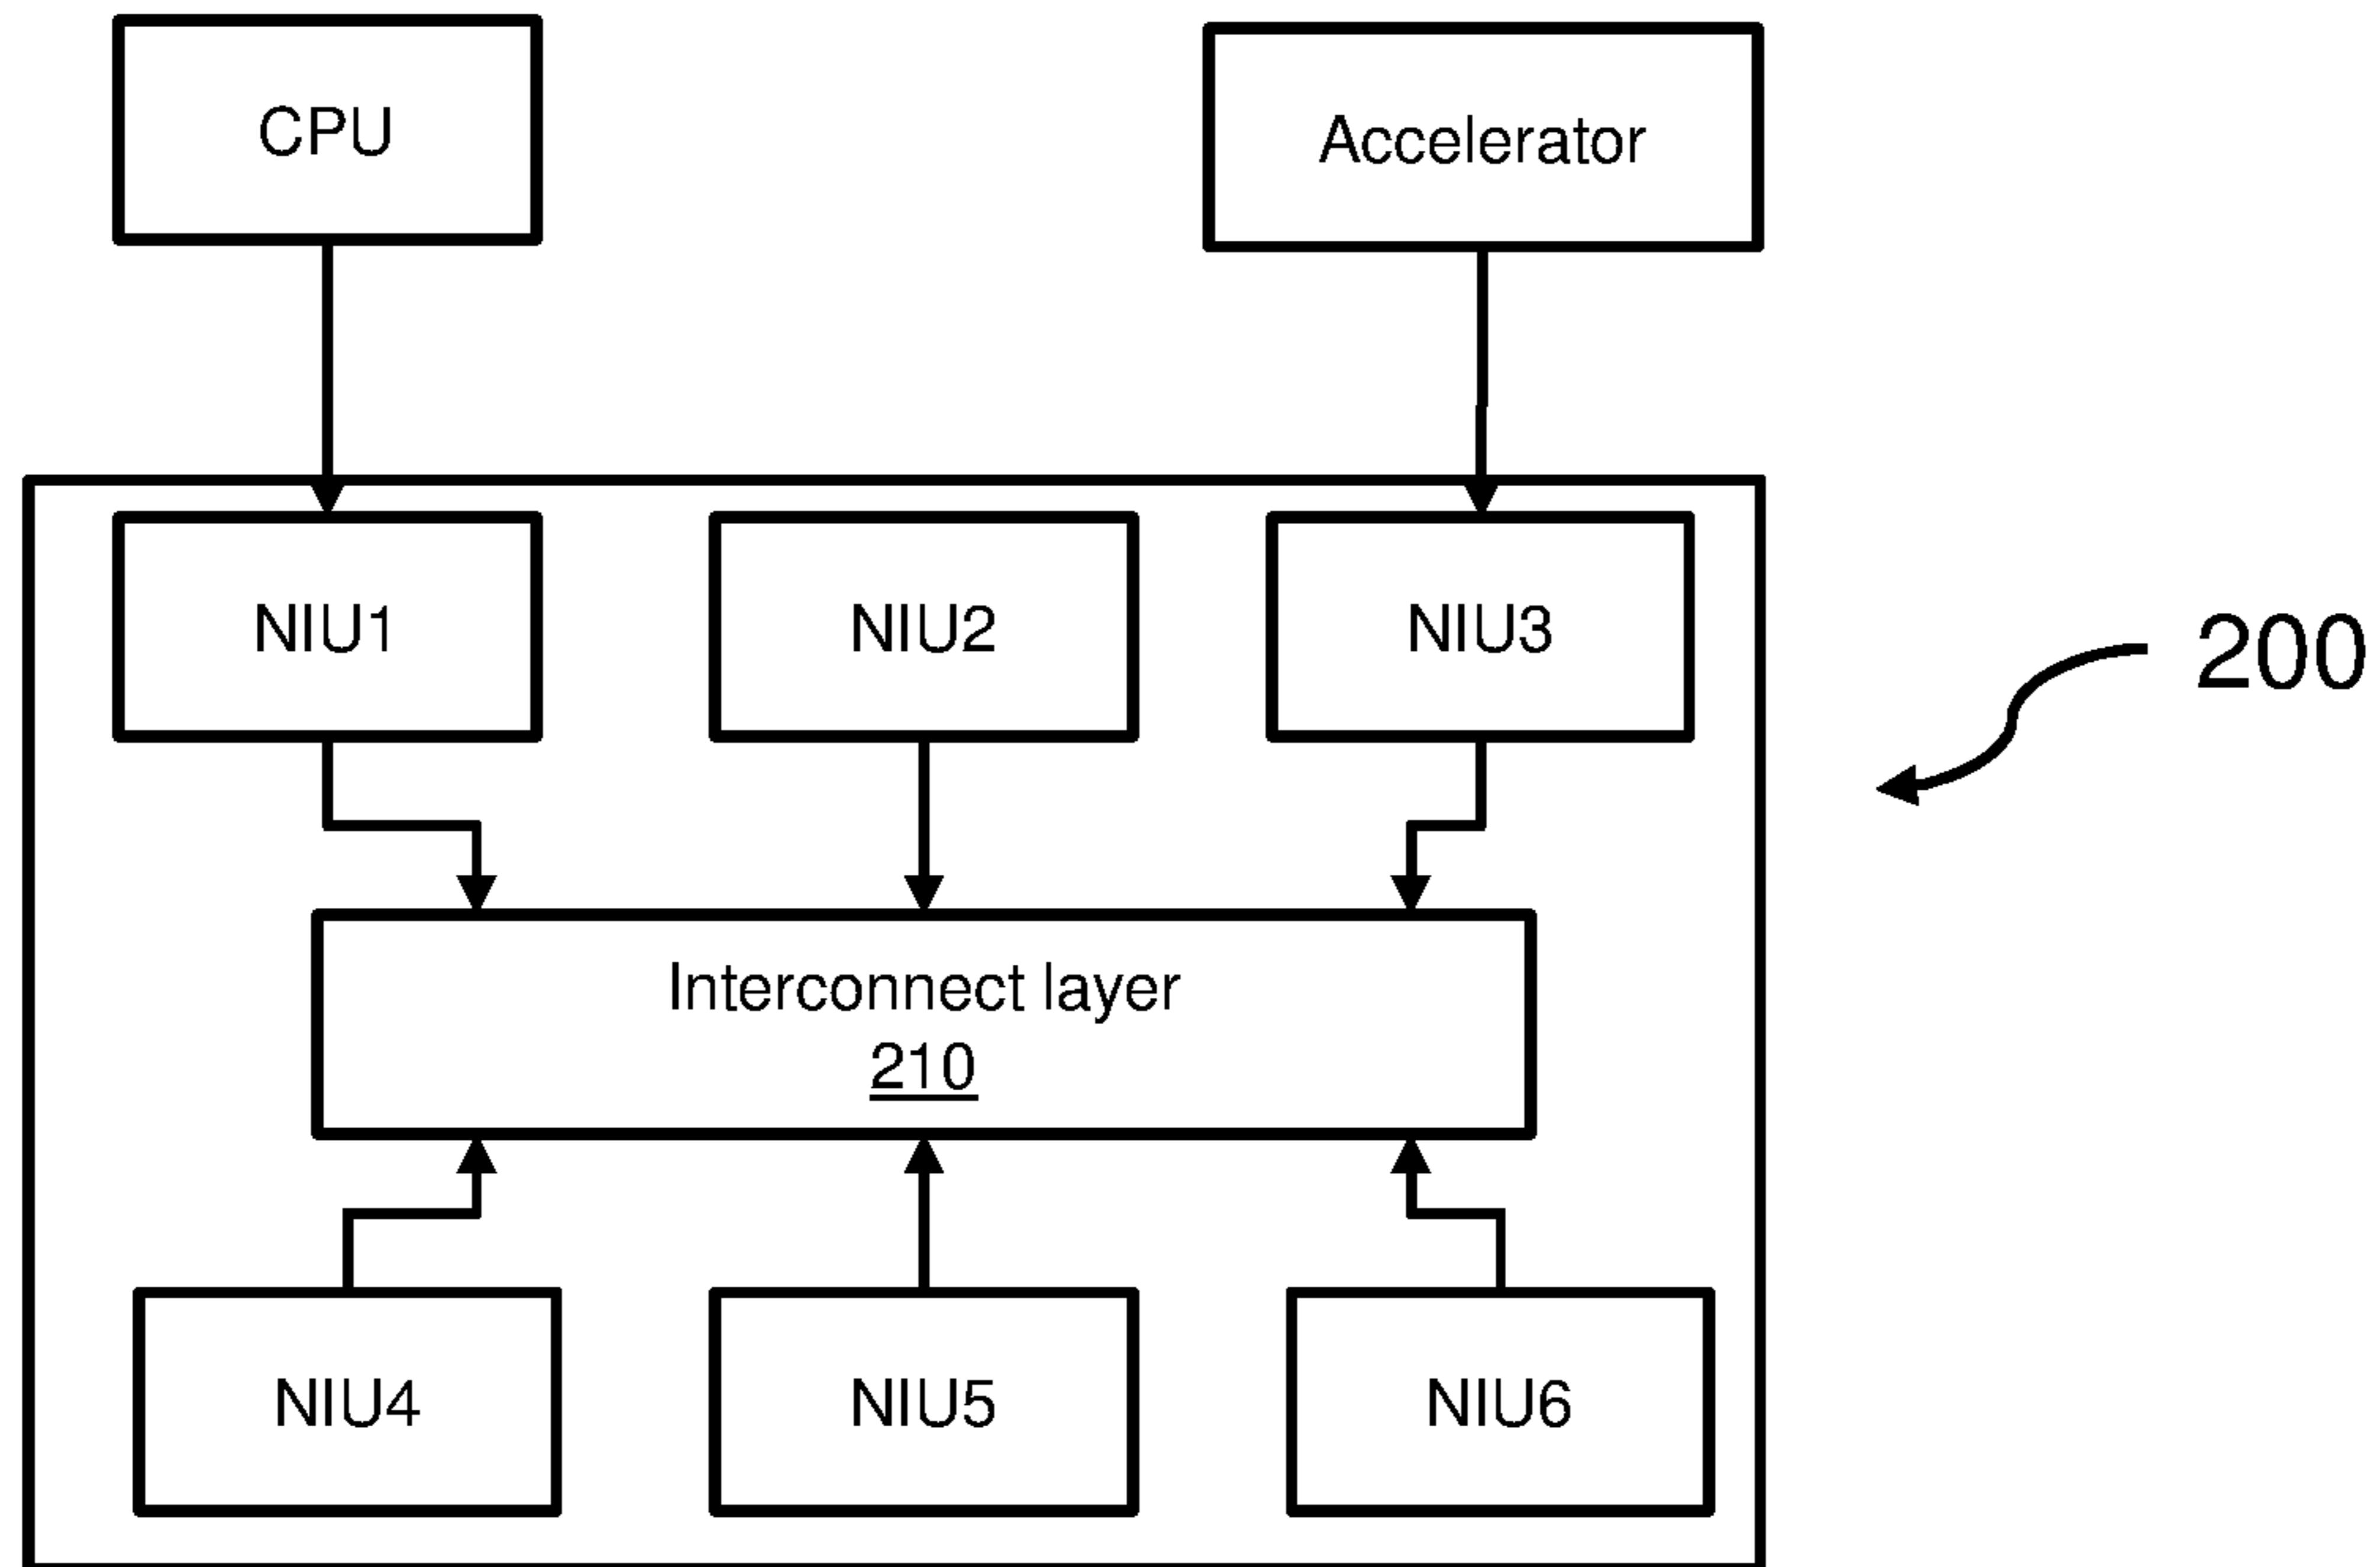 CPU
Accelerator
NIU1
NIU2
NIU3
200
Interconnect layer
210
NIU4
NIU5
NIU6